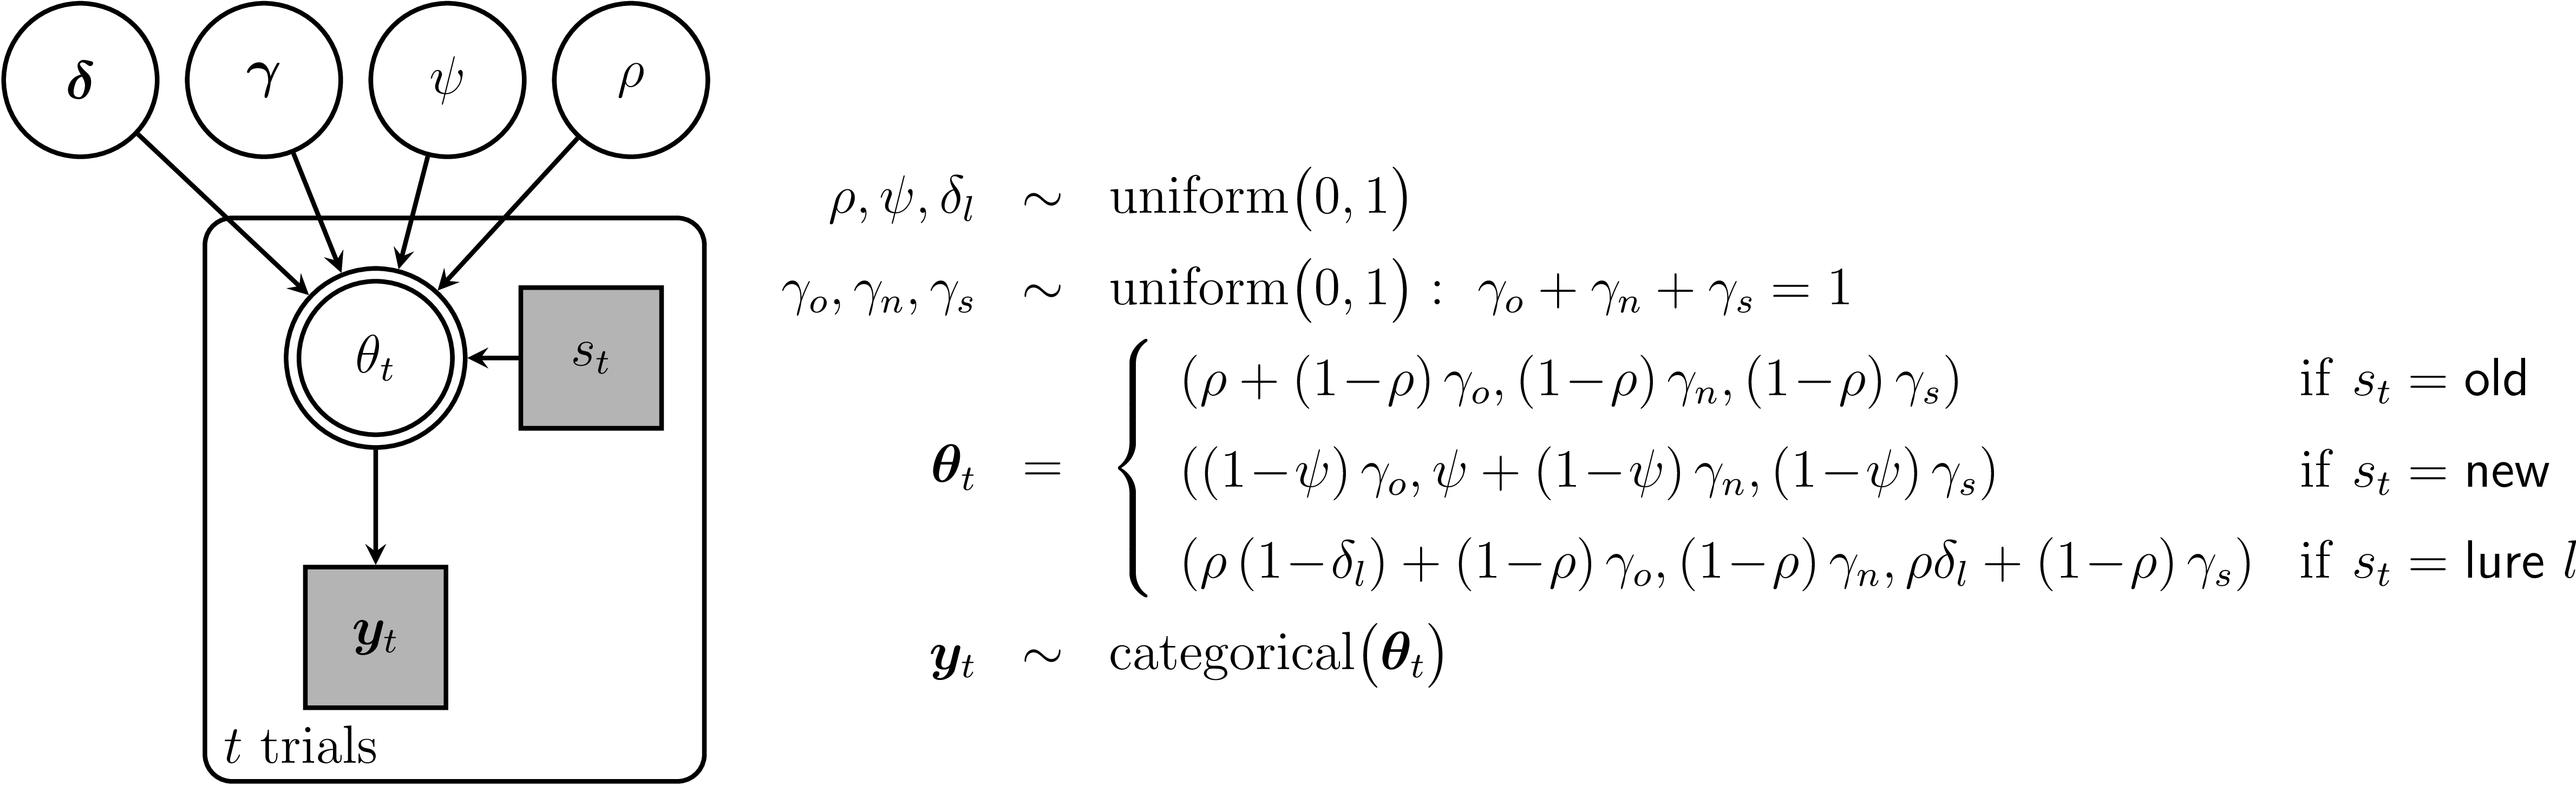 δ γ ψ ρ
θ_t s_t
y_t
t trials
ρ, ψ, δ_l ∼ uniform(0, 1)
γ_o, γ_n, γ_s ∼ uniform(0, 1) : γ_o + γ_n + γ_s = 1
(ρ + (1−ρ) γ_o, (1−ρ) γ_n, (1−ρ) γ_s) if s_t = old
θ_t = { ((1−ψ) γ_o, ψ + (1−ψ) γ_n, (1−ψ) γ_s) if s_t = new
(ρ (1−δ_l) + (1−ρ) γ_o, (1−ρ) γ_n, ρδ_l + (1−ρ) γ_s) if s_t = lure l
y_t ∼ categorical(θ_t)